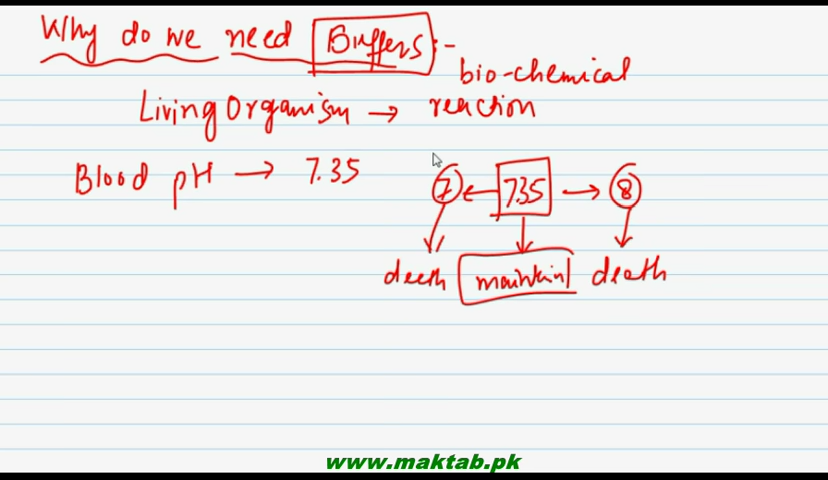 Why do we need Buffers:-
Living Organism → bio-chemical reaction
Blood pH → 7.35
7 ← 7.35 → 8
death maintain death
www.maktab.pk